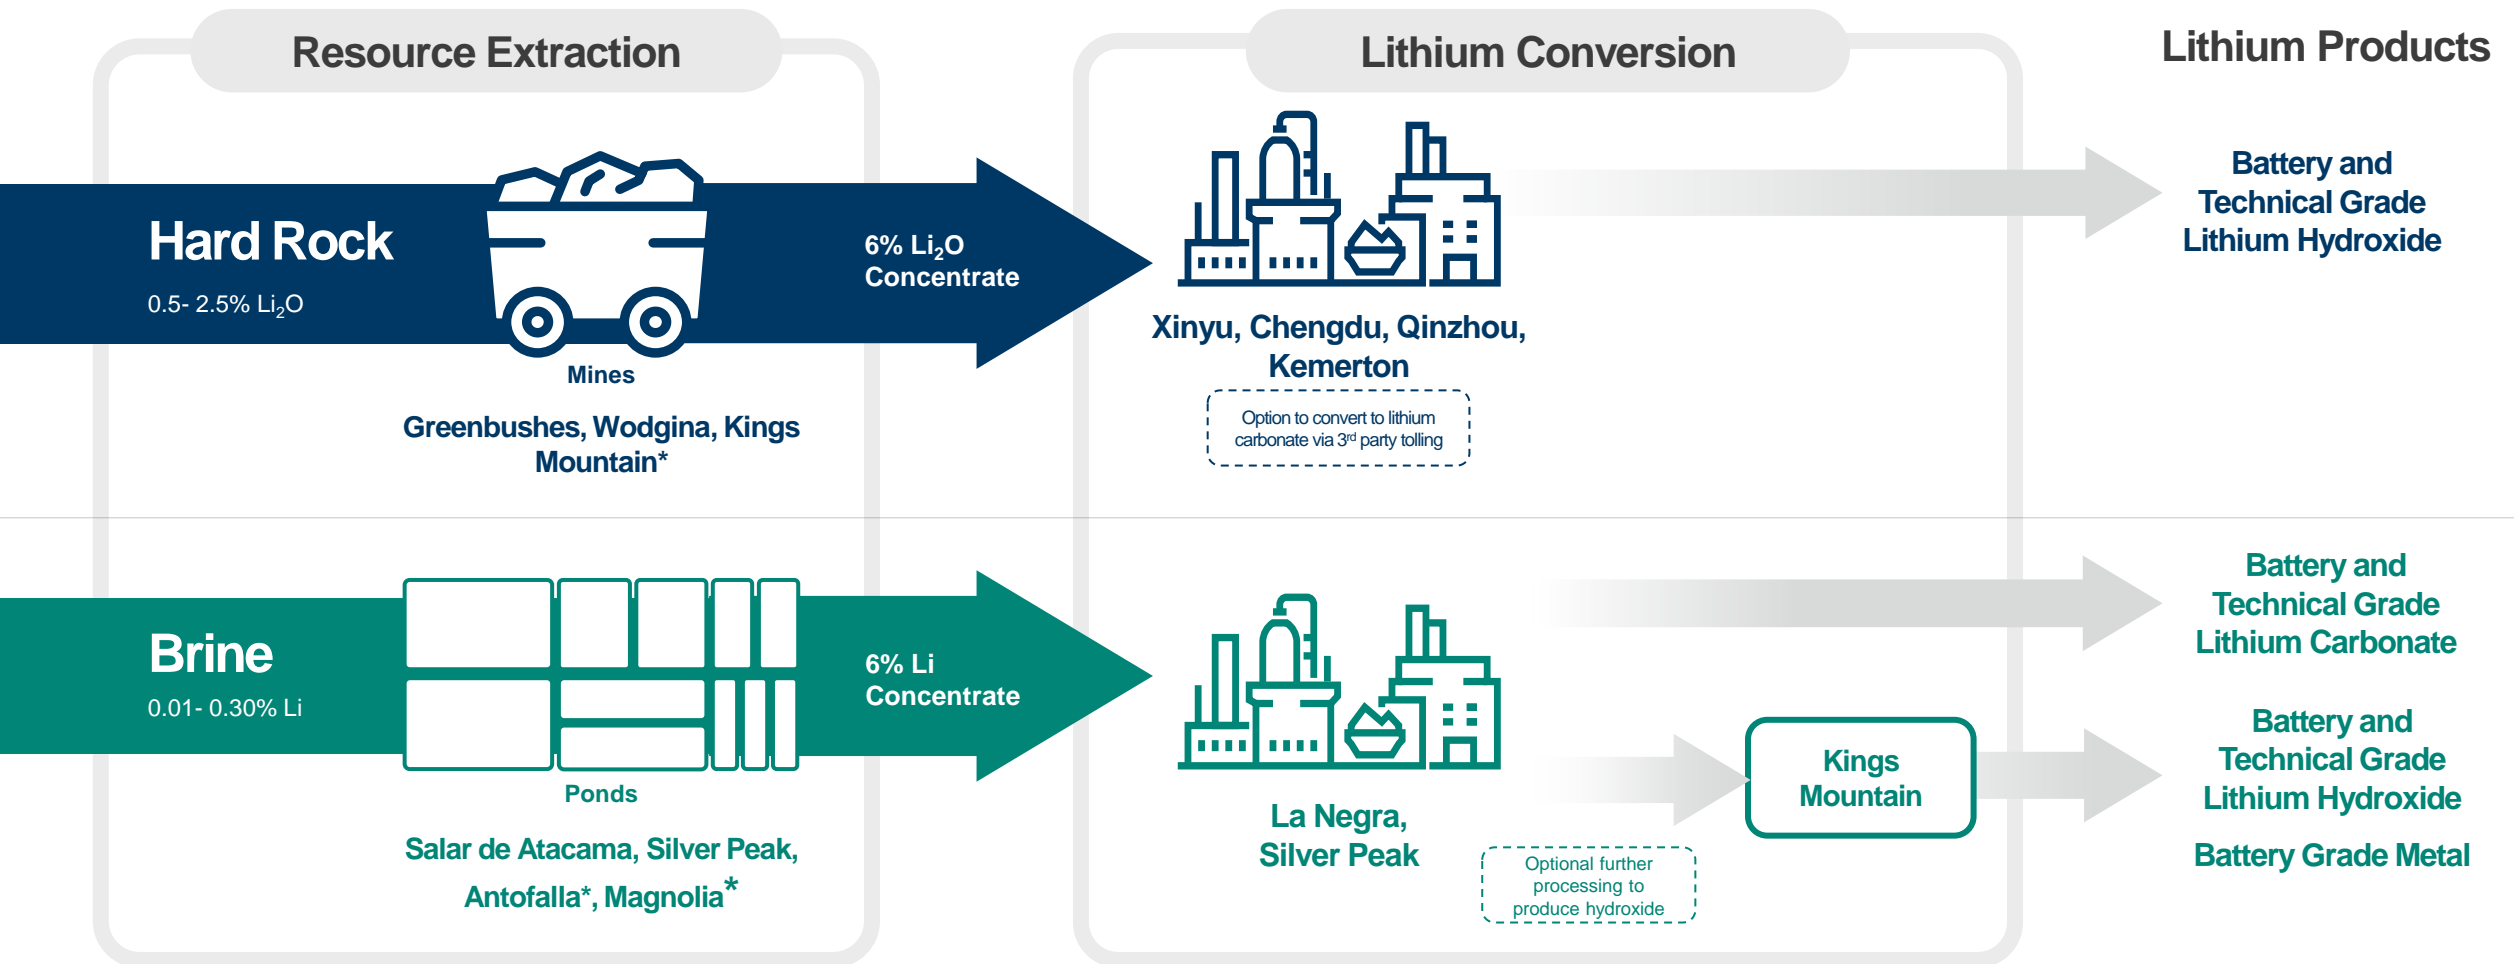 Resource Extraction
Lithium Conversion
Lithium Products
Hard Rock
0.5- 2.5% Li₂O
Mines
Greenbushes, Wodgina, Kings
Mountain*
6% Li₂O
Concentrate
Xinyu, Chengdu, Qinzhou,
Kemerton
Option to convert to lithium
carbonate via 3rd party tolling
Battery and
Technical Grade
Lithium Hydroxide
Brine
0.01- 0.30% Li
Ponds
Salar de Atacama, Silver Peak,
Antofalla*, Magnolia*
6% Li
Concentrate
La Negra,
Silver Peak
Optional further
processing to
produce hydroxide
Kings
Mountain
Battery and
Technical Grade
Lithium Carbonate
Battery and
Technical Grade
Lithium Hydroxide
Battery Grade Metal